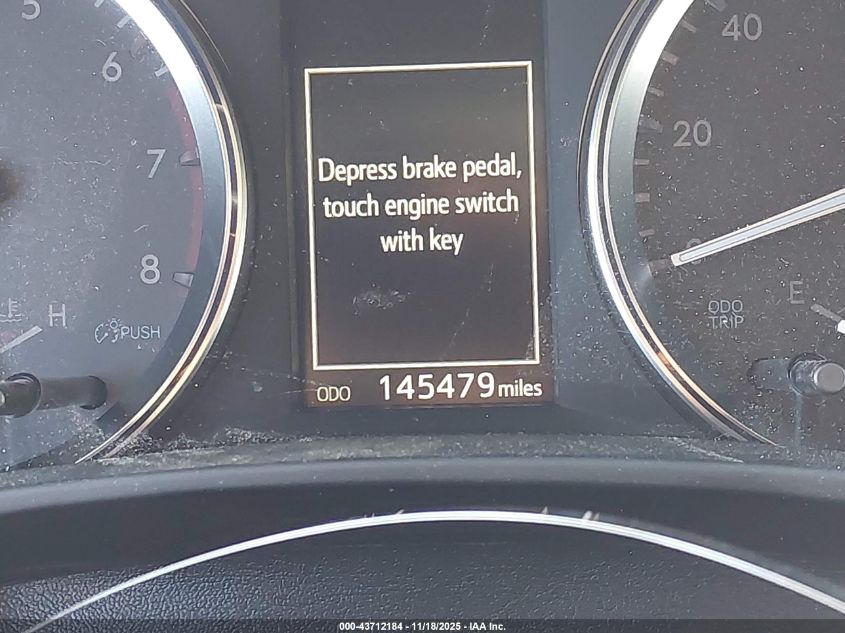 5
6
7
8
H
PUSH
Depress brake pedal,
touch engine switch
with key
ODO 145479 miles
40
20
0
E
ODO
TRIP
000-43712184 - 11/18/2025 - IAA Inc.